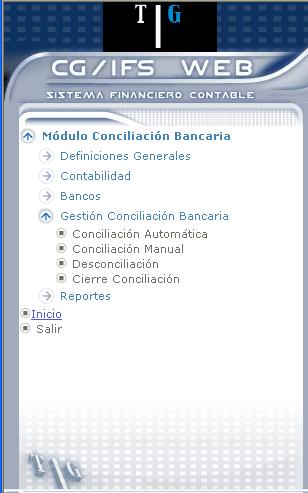 T G
CG/IFS WEB
SISTEMA FINANCIERO CONTABLE
Módulo Conciliación Bancaria
Definiciones Generales
Contabilidad
Bancos
Gestión Conciliación Bancaria
Conciliación Automática
Conciliación Manual
Desconciliación
Cierre Conciliación
Reportes
Inicio
Salir
T G